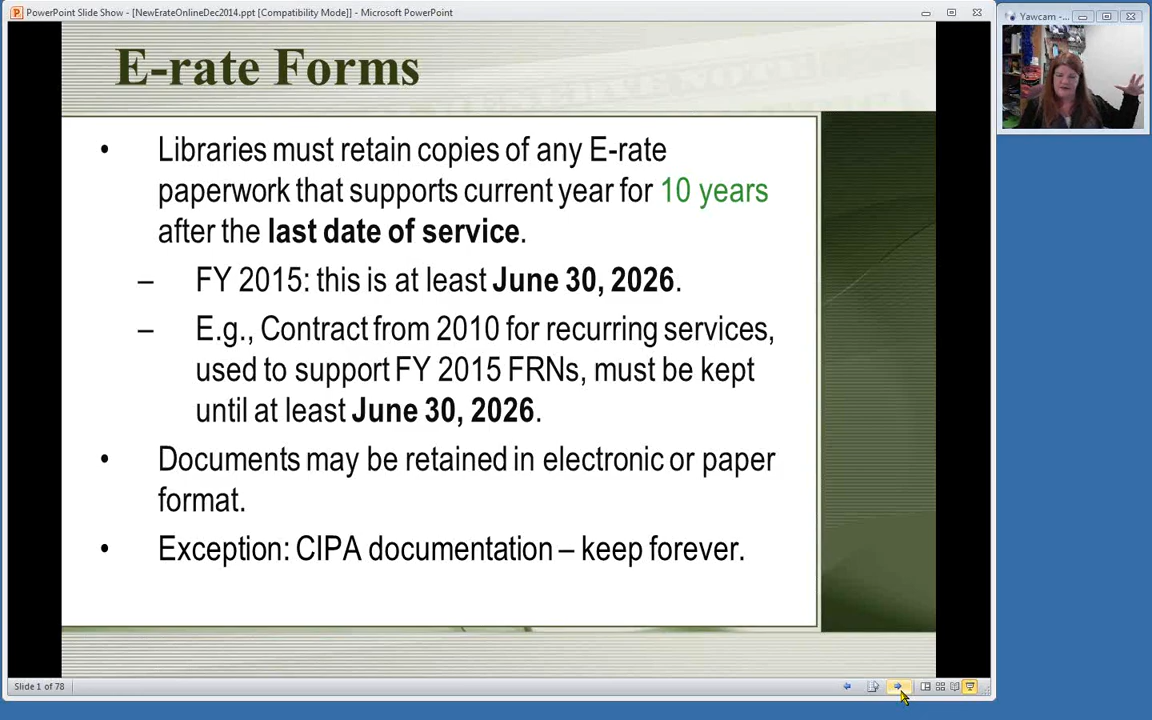 PowerPoint Slide Show - [NewErateOnlineDec2014.ppt [Compatibility Mode]] - Microsoft PowerPoint
Yawcam -...
E-rate Forms
• Libraries must retain copies of any E-rate
paperwork that supports current year for 10 years
after the last date of service.
– FY 2015: this is at least June 30, 2026.
– E.g., Contract from 2010 for recurring services,
used to support FY 2015 FRNs, must be kept
until at least June 30, 2026.
• Documents may be retained in electronic or paper
format.
• Exception: CIPA documentation – keep forever.
Slide 1 of 78